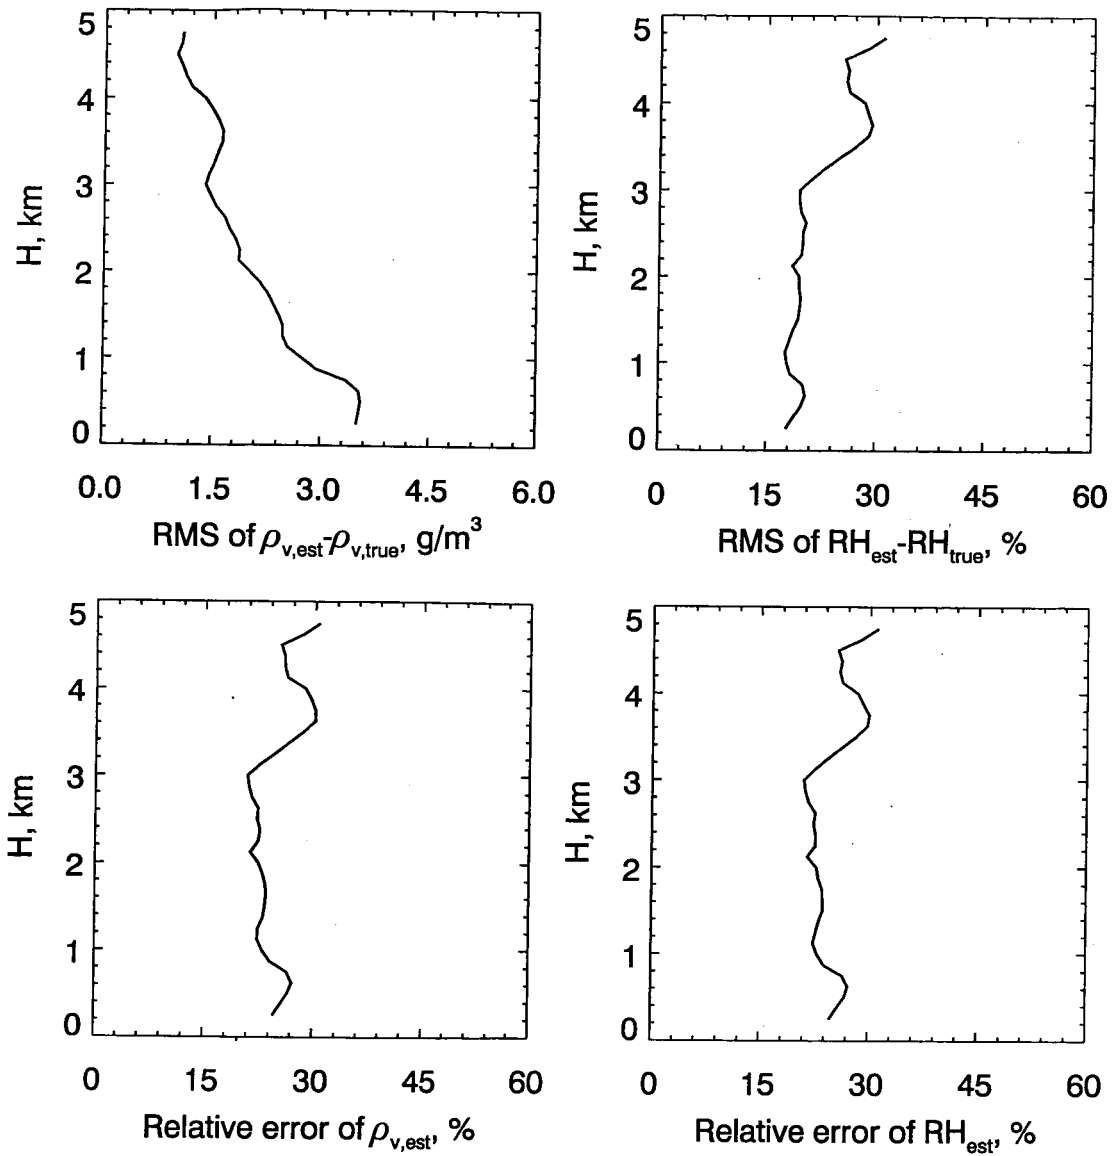 5
4
3
2
1
0
H, km
0.0 1.5 3.0 4.5 6.0
RMS of ρv,est-ρv,true, g/m³
5
4
3
2
1
0
H, km
0 15 30 45 60
RMS of RHest-RHtrue, %
5
4
3
2
1
0
H, km
0 15 30 45 60
Relative error of ρv,est, %
5
4
3
2
1
0
H, km
0 15 30 45 60
Relative error of RHest, %